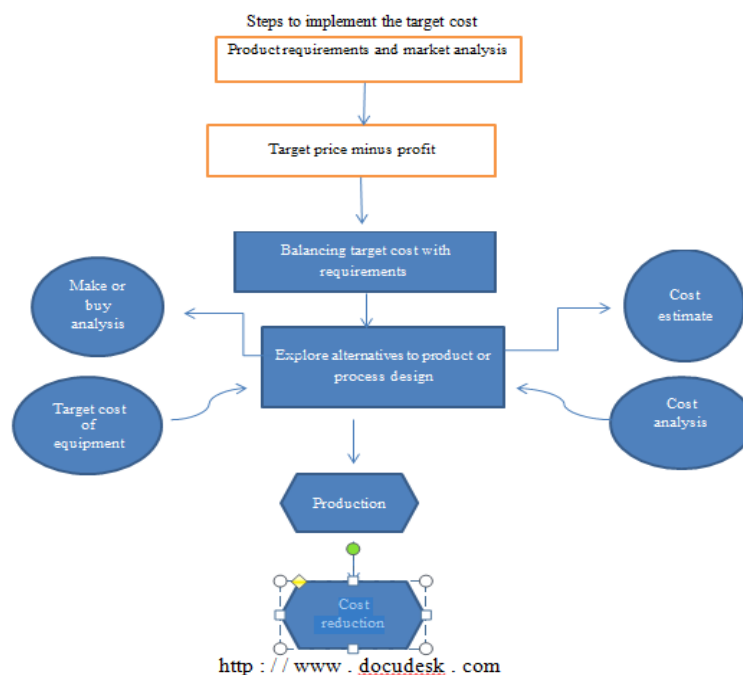 Steps to implement the target cost
Product requirements and market analysis
Target price minus profit
Balancing target cost with
requirements
Make or
buy
analysis
Cost
estimate
Explore alternatives to product or
process design
Target cost
of
equipment
Cost
analysis
Production
Cost
reduction
http : / / www . docudesk . com